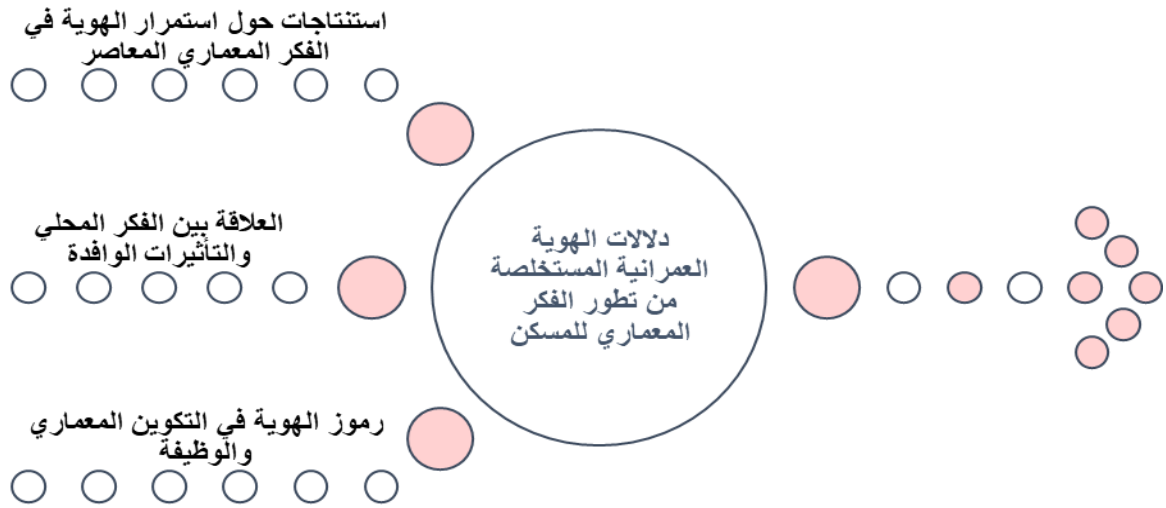 استنتاجات حول استمرار الهوية في
الفكر المعماري المعاصر
العلاقة بين الفكر المحلي
والتأثيرات الوافدة
دلالات الهوية
العمرانية المستخلصة
من تطور الفكر
المعماري للمسكن
رموز الهوية في التكوين المعماري
والوظيفة